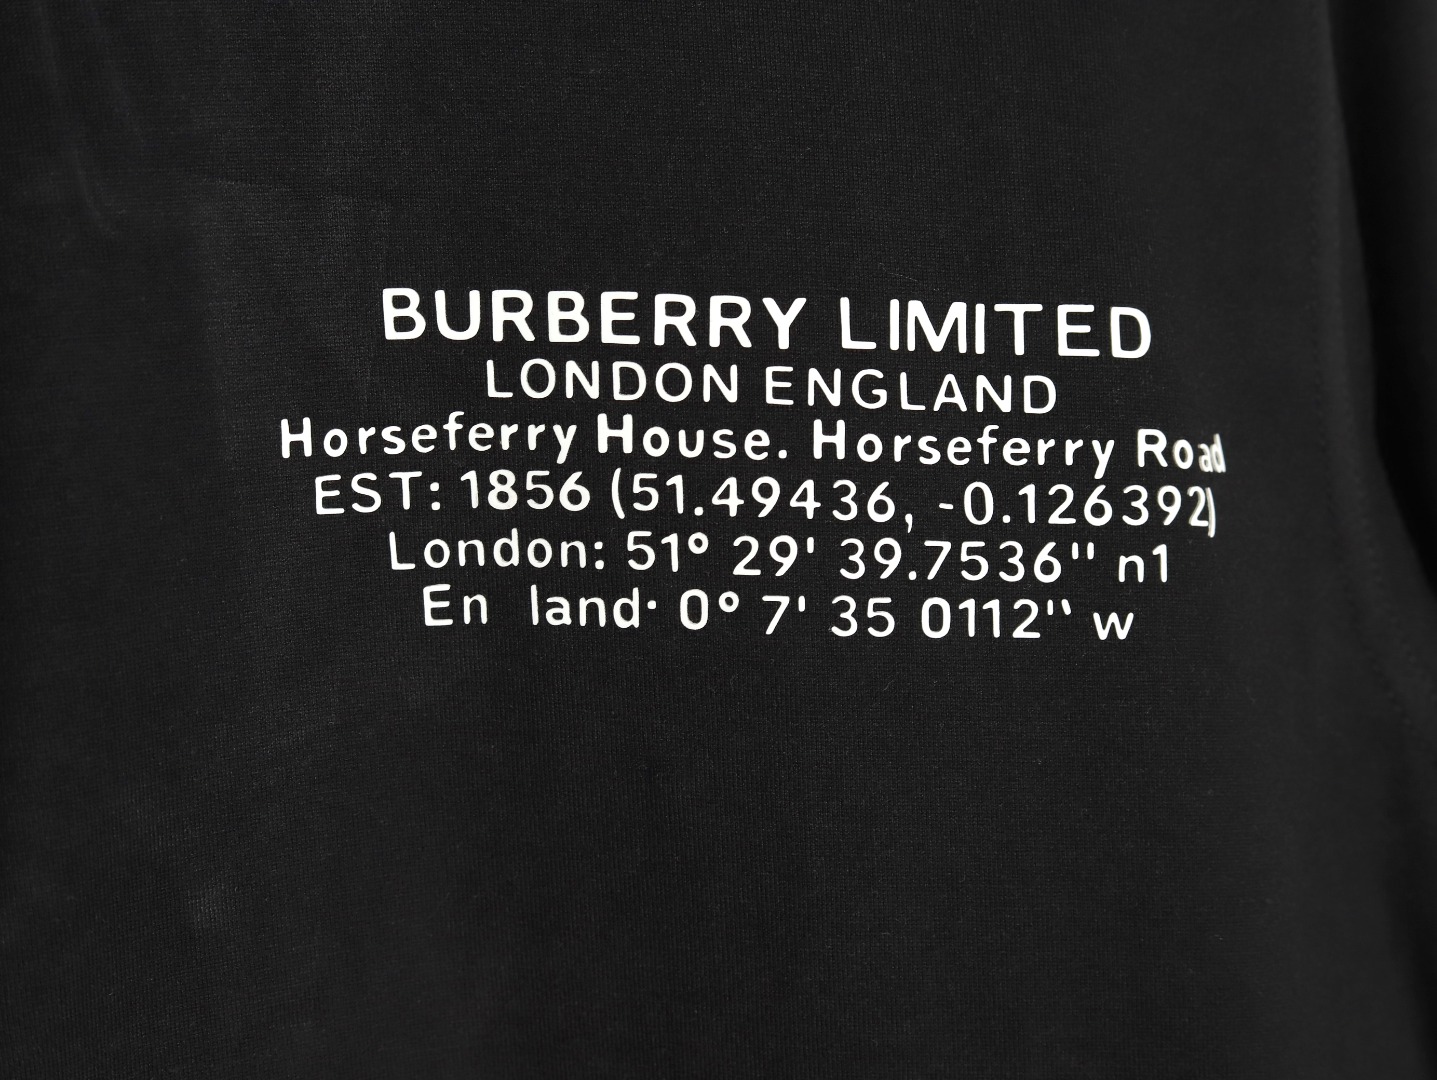 BURBERRY LIMITED
LONDON ENGLAND
Horseferry House. Horseferry Road
EST: 1856 (51.49436, -0.126392)
London: 51° 29' 39.7536" n1
En land· 0° 7' 35 0112" w